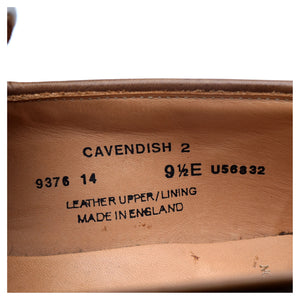 CAVENDISH 2
9376 14 9½E U56832
LEATHER UPPER/LINING
MADE IN ENGLAND